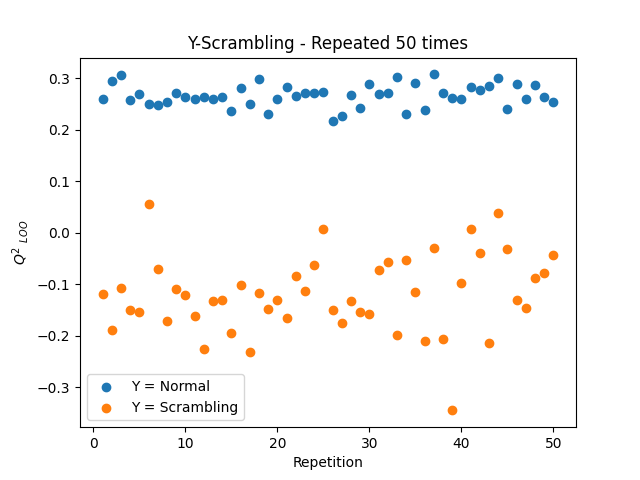 Y-Scrambling - Repeated 50 times
0.3
0.2
0.1
0.0
−0.1
−0.2
−0.3
Q² LOO
Y = Normal
Y = Scrambling
0
10
20
30
40
50
Repetition